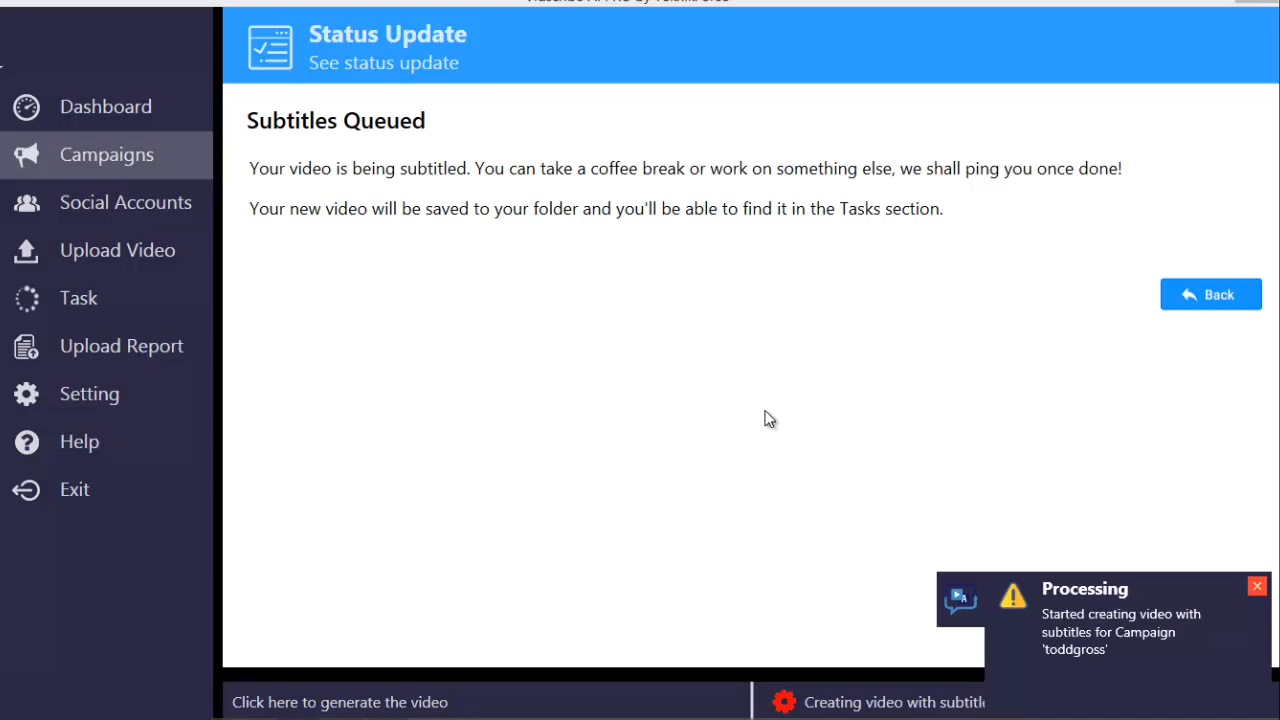 Status Update
See status update
Dashboard
Campaigns
Social Accounts
Upload Video
Task
Upload Report
Setting
Help
Exit
Subtitles Queued
Your video is being subtitled. You can take a coffee break or work on something else, we shall ping you once done!
Your new video will be saved to your folder and you'll be able to find it in the Tasks section.
Back
Processing
Started creating video with
subtitles for Campaign
'toddgross'
Click here to generate the video
Creating video with subtitle